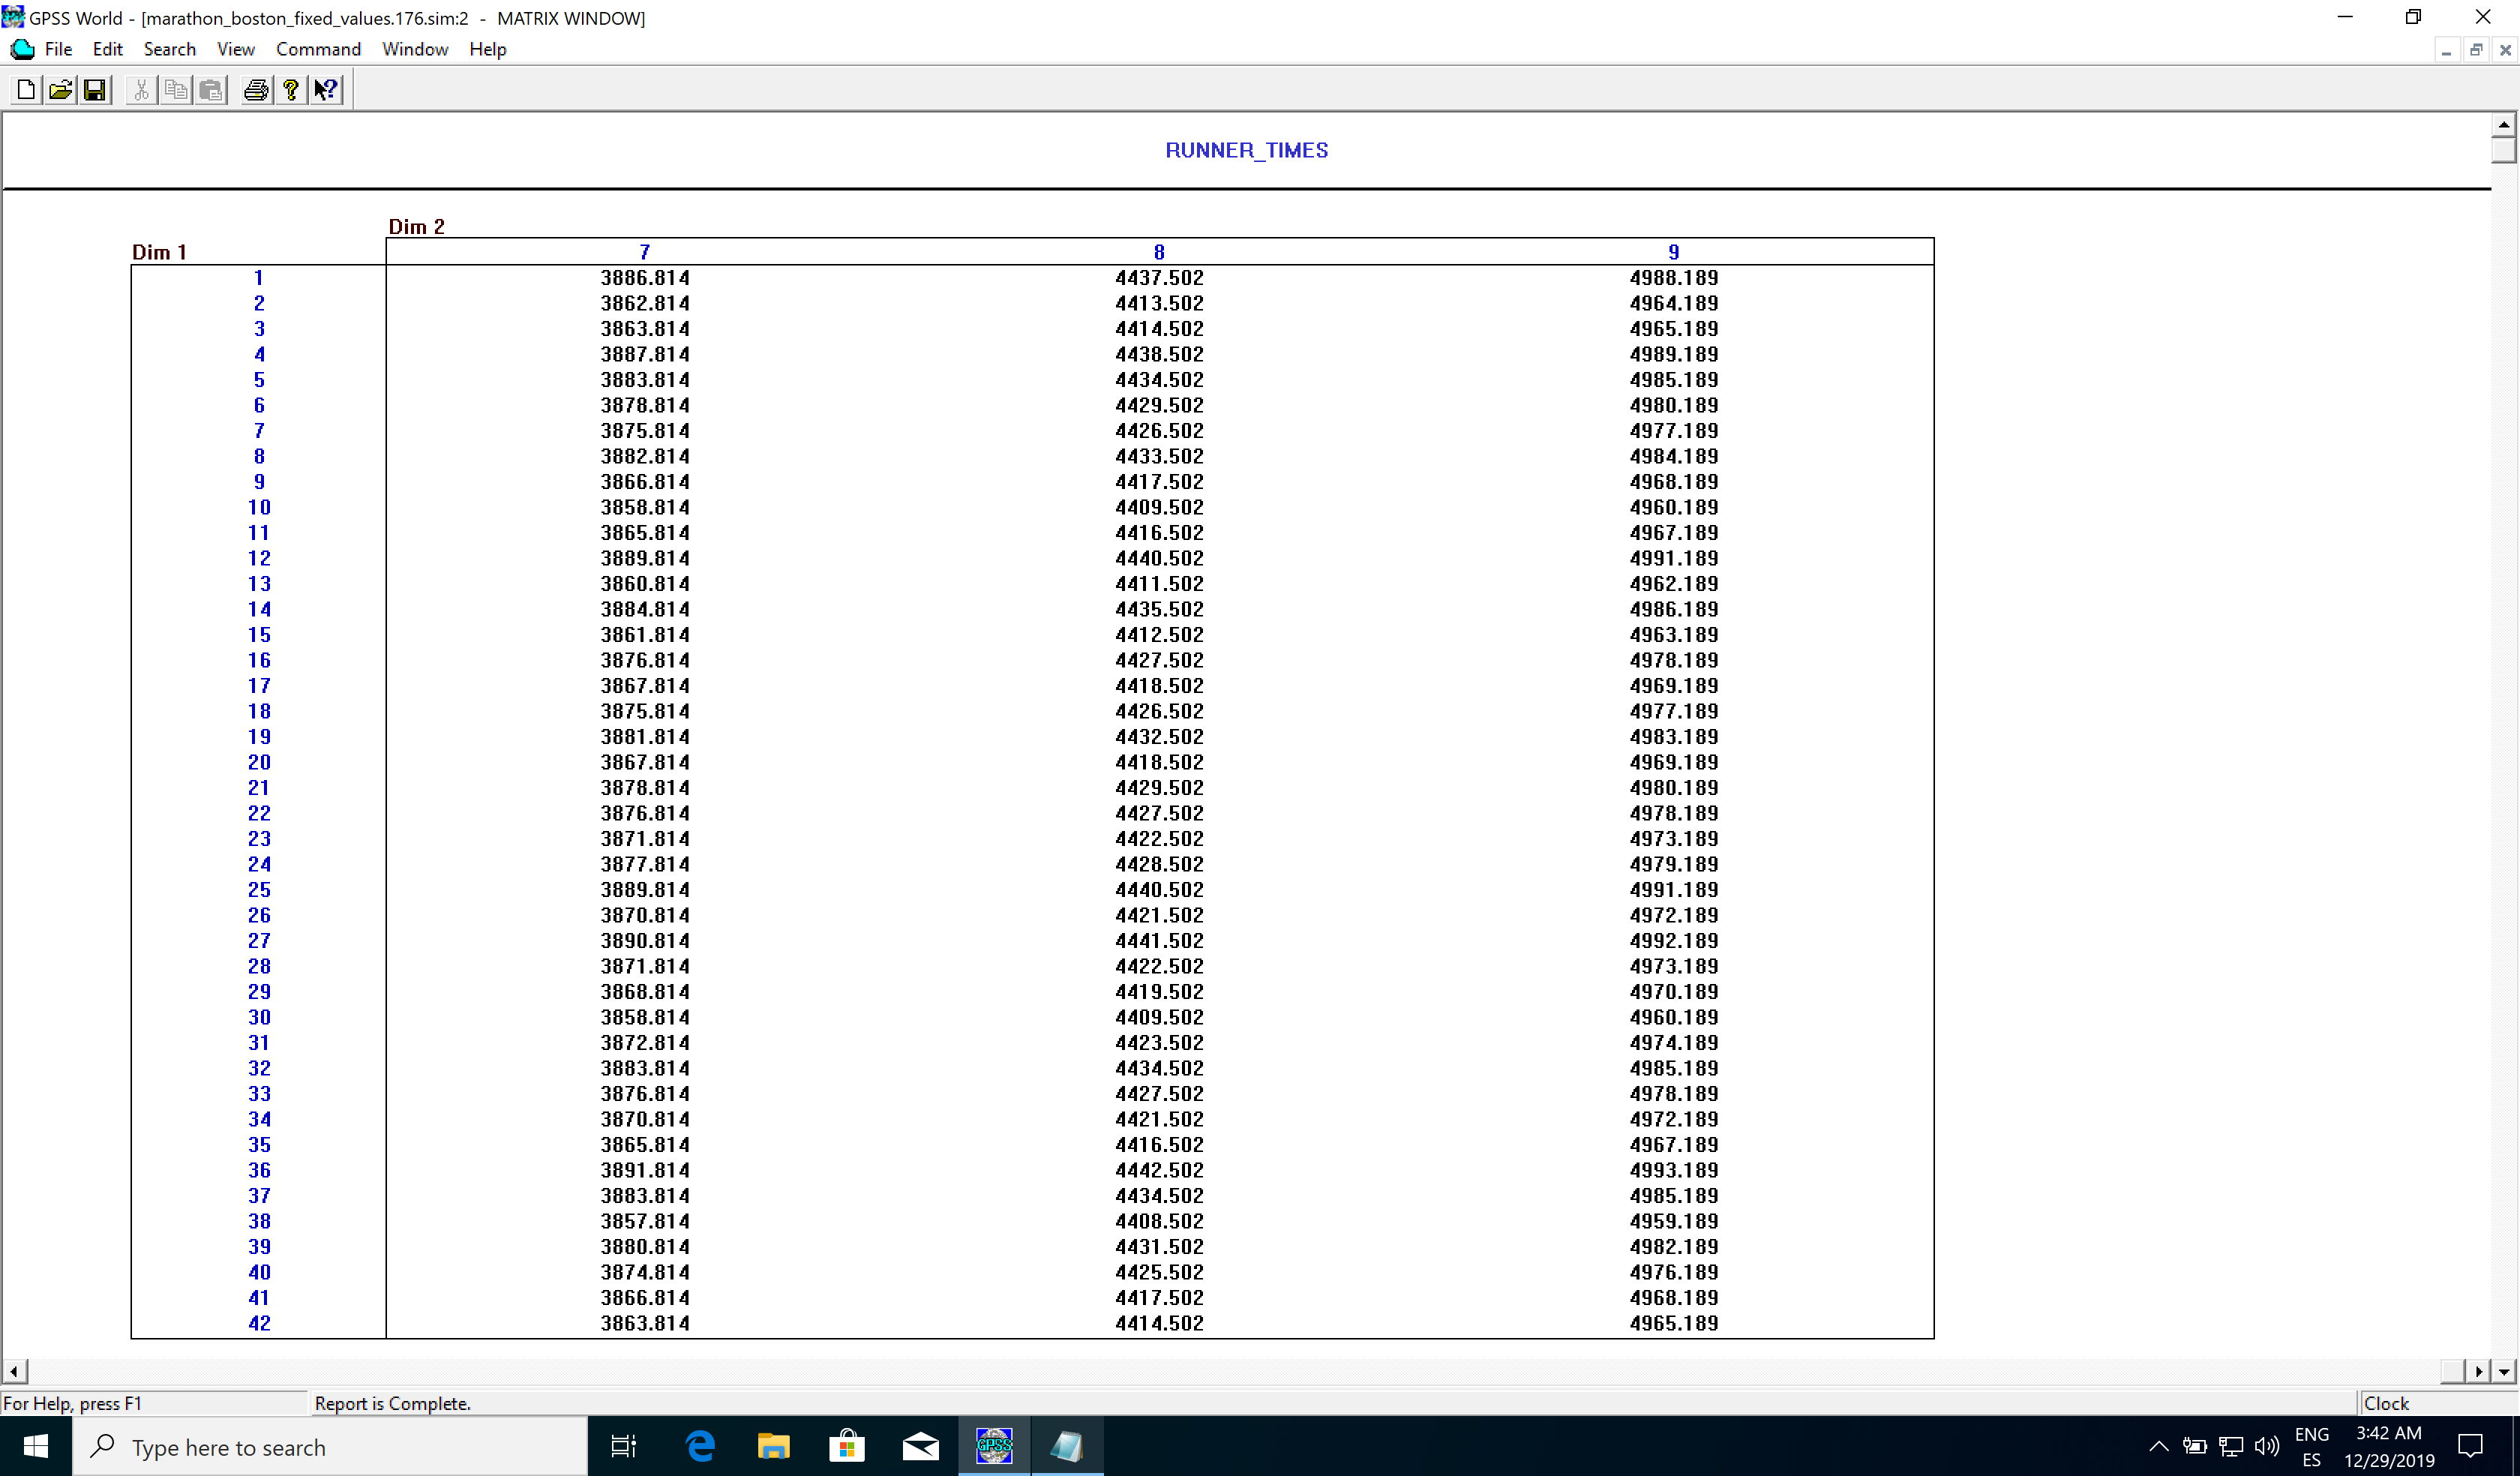 GPSS World - [marathon_boston_fixed_values.176.sim:2 - MATRIX WINDOW]
File Edit Search View Command Window Help
RUNNER_TIMES
Dim 2
Dim 1 7 8 9
1 3886.814 4437.502 4988.189
2 3862.814 4413.502 4964.189
3 3863.814 4414.502 4965.189
4 3887.814 4438.502 4989.189
5 3883.814 4434.502 4985.189
6 3878.814 4429.502 4980.189
7 3875.814 4426.502 4977.189
8 3882.814 4433.502 4984.189
9 3866.814 4417.502 4968.189
10 3858.814 4409.502 4960.189
11 3865.814 4416.502 4967.189
12 3889.814 4440.502 4991.189
13 3860.814 4411.502 4962.189
14 3884.814 4435.502 4986.189
15 3861.814 4412.502 4963.189
16 3876.814 4427.502 4978.189
17 3867.814 4418.502 4969.189
18 3875.814 4426.502 4977.189
19 3881.814 4432.502 4983.189
20 3867.814 4418.502 4969.189
21 3878.814 4429.502 4980.189
22 3876.814 4427.502 4978.189
23 3871.814 4422.502 4973.189
24 3877.814 4428.502 4979.189
25 3889.814 4440.502 4991.189
26 3870.814 4421.502 4972.189
27 3890.814 4441.502 4992.189
28 3871.814 4422.502 4973.189
29 3868.814 4419.502 4970.189
30 3858.814 4409.502 4960.189
31 3872.814 4423.502 4974.189
32 3883.814 4434.502 4985.189
33 3876.814 4427.502 4978.189
34 3870.814 4421.502 4972.189
35 3865.814 4416.502 4967.189
36 3891.814 4442.502 4993.189
37 3883.814 4434.502 4985.189
38 3857.814 4408.502 4959.189
39 3880.814 4431.502 4982.189
40 3874.814 4425.502 4976.189
41 3866.814 4417.502 4968.189
42 3863.814 4414.502 4965.189
For Help, press F1 Report is Complete. Clock
Type here to search GPSS ENG 3:42 AM
ES 12/29/2019